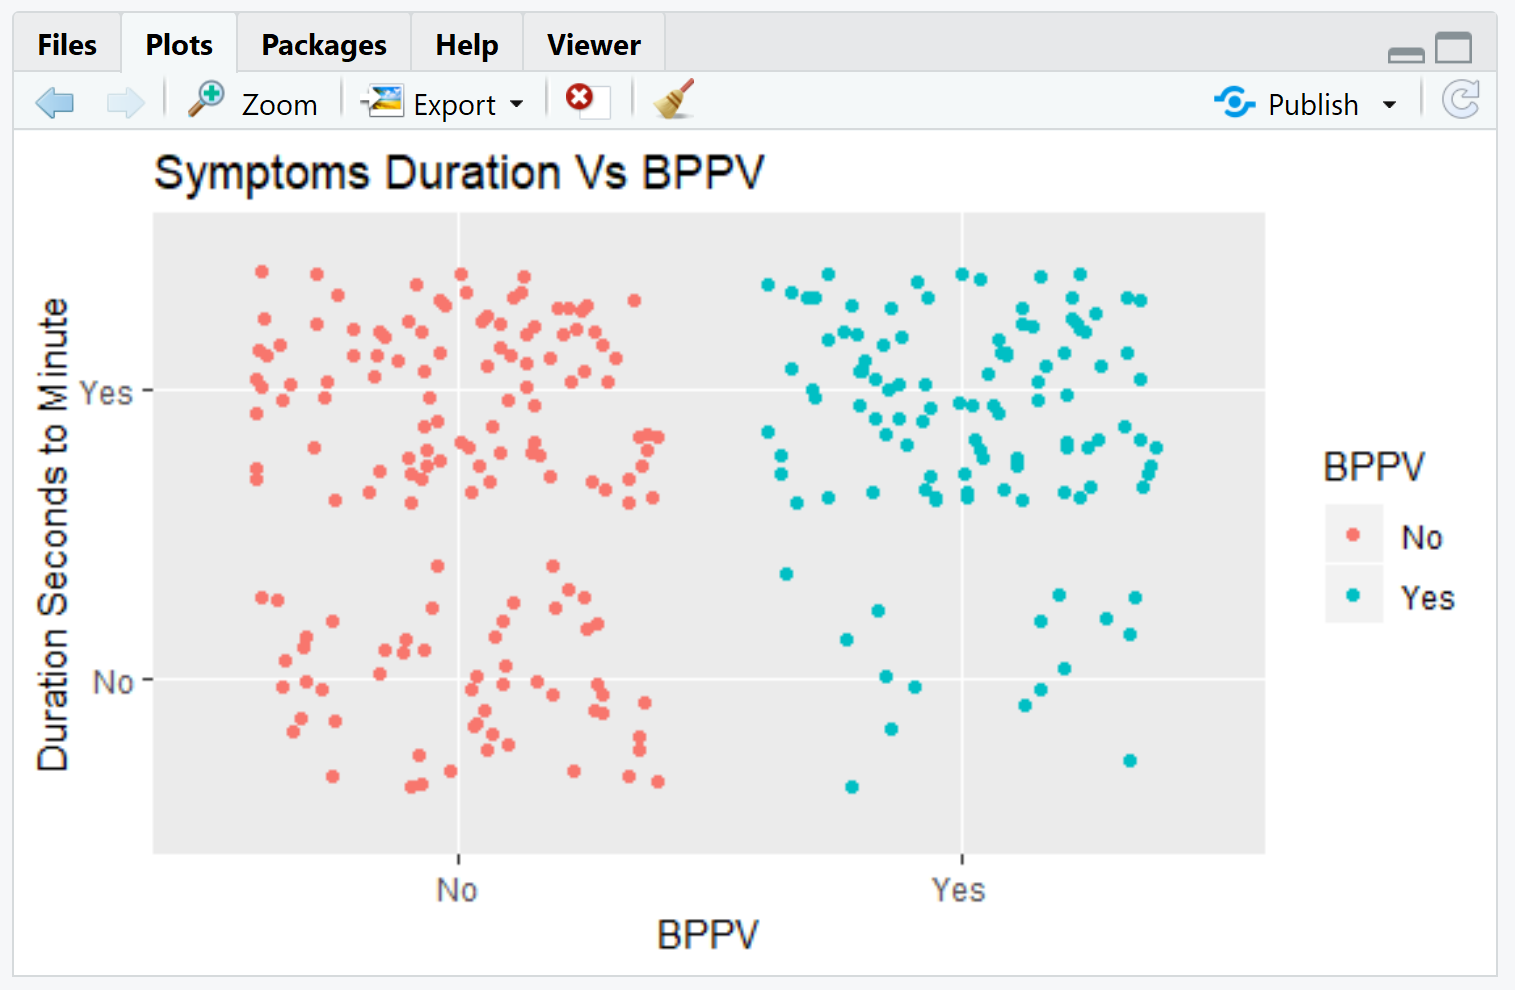 Files Plots Packages Help Viewer
Zoom Export Publish
Symptoms Duration Vs BPPV
Duration Seconds to Minute
Yes
No
No Yes
BPPV
BPPV
No
Yes